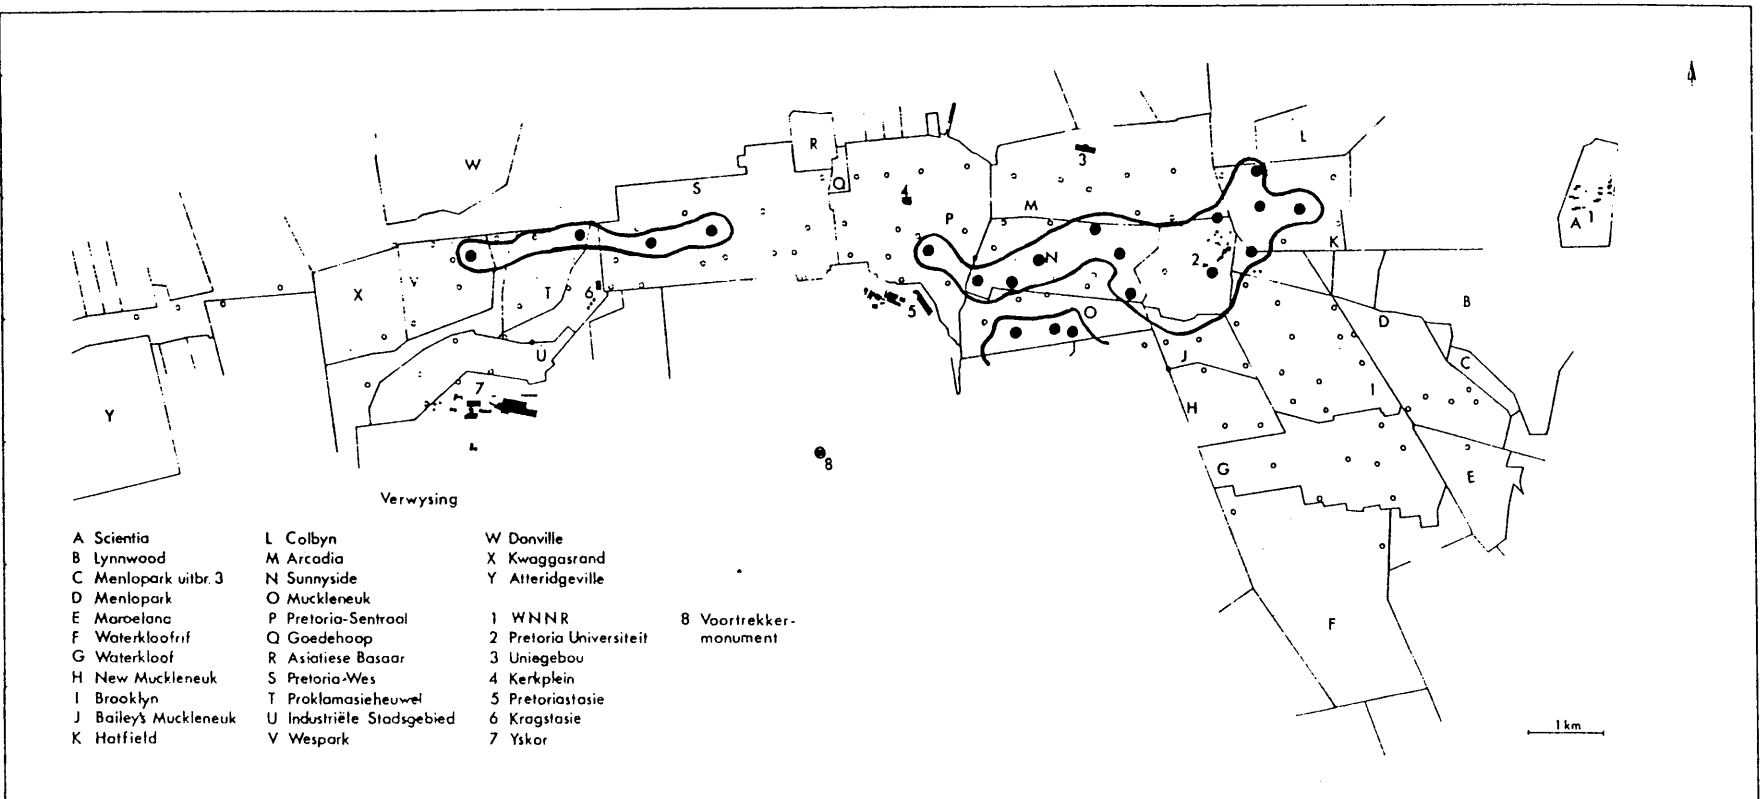 W
R
Q
S
4
P
3
M
L
A 1
K
N
2
V
X
T
6
5
O
B
D
U
J
C
7
I
Y
H
8
G
E
F
Verwysing
A Scientia
B Lynnwood
C Menlopark uitbr. 3
D Menlopark
E Maroelana
F Waterkloofrif
G Waterkloof
H New Muckleneuk
I Brooklyn
J Bailey's Muckleneuk
K Hatfield
L Colbyn
M Arcadia
N Sunnyside
O Muckleneuk
P Pretoria-Sentraal
Q Goedehoop
R Asiatiese Basaar
S Pretoria-Wes
T Proklamasieheuwel
U Industriële Stadsgebied
V Wespark
W Danville
X Kwaggasrand
Y Atteridgeville
1 WNNR
2 Pretoria Universiteit
3 Uniegebou
4 Kerkplein
5 Pretoriastasie
6 Kragstasie
7 Yskor
8 Voortrekker-
monument
1 km